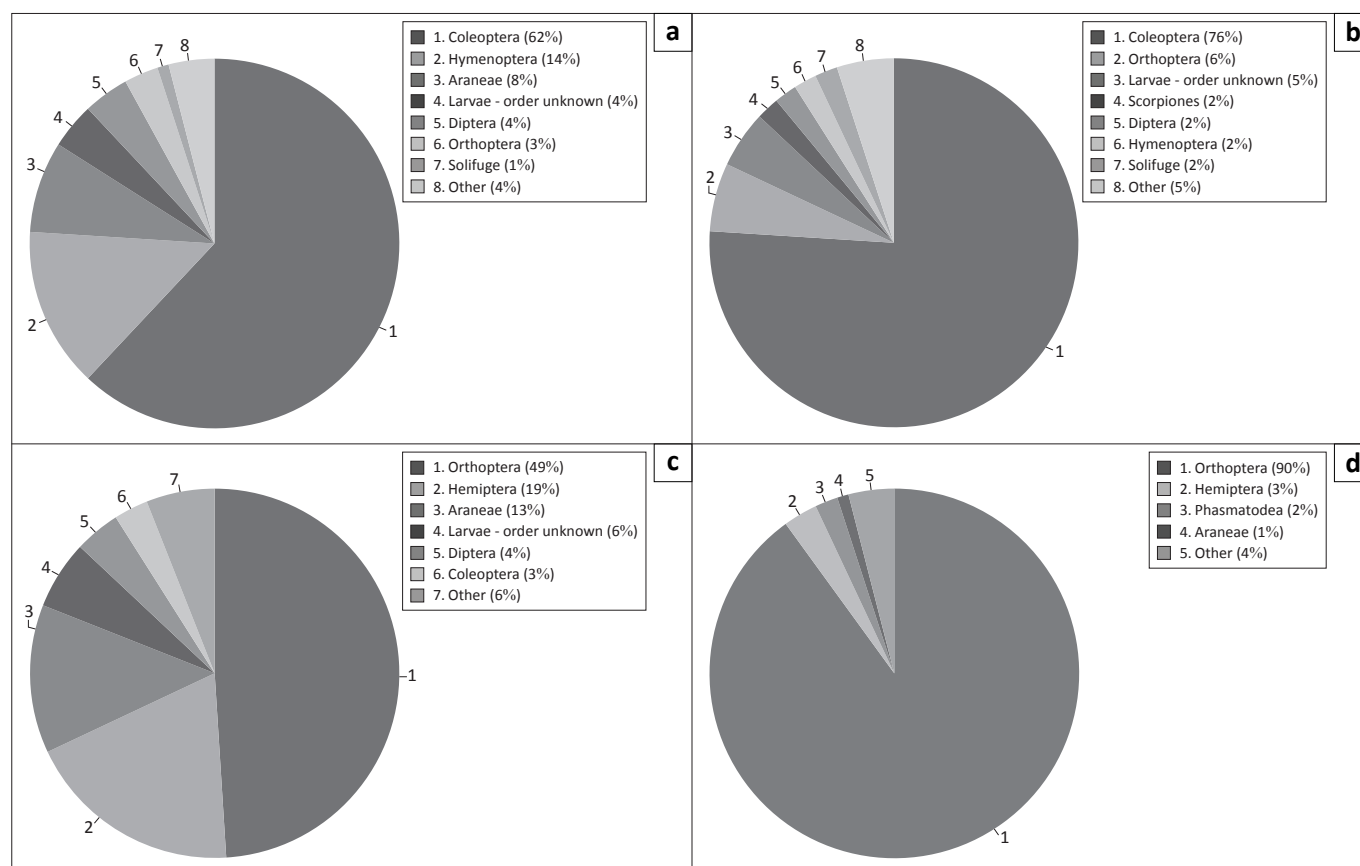 a
1. Coleoptera (62%)
2. Hymenoptera (14%)
3. Araneae (8%)
4. Larvae - order unknown (4%)
5. Diptera (4%)
6. Orthoptera (3%)
7. Solifuge (1%)
8. Other (4%)
8
7
6
5
4
3
2
1
b
1. Coleoptera (76%)
2. Orthoptera (6%)
3. Larvae - order unknown (5%)
4. Scorpiones (2%)
5. Diptera (2%)
6. Hymenoptera (2%)
7. Solifuge (2%)
8. Other (5%)
8
7
6
5
4
3
2
1
c
1. Orthoptera (49%)
2. Hemiptera (19%)
3. Araneae (13%)
4. Larvae - order unknown (6%)
5. Diptera (4%)
6. Coleoptera (3%)
7. Other (6%)
7
6
5
4
3
1
2
d
1. Orthoptera (90%)
2. Hemiptera (3%)
3. Phasmatodea (2%)
4. Araneae (1%)
5. Other (4%)
5
4
3
2
1